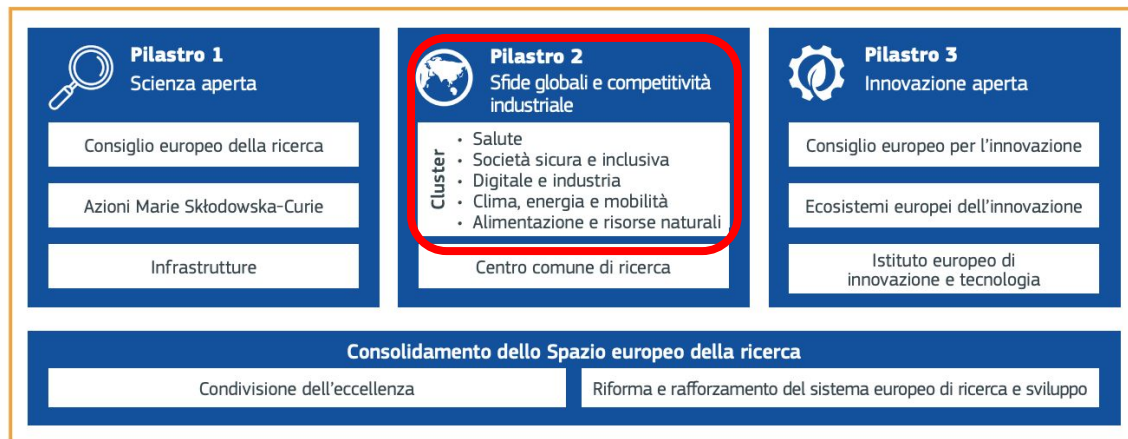 Pilastro 1
Scienza aperta
Consiglio europeo della ricerca
Azioni Marie Skłodowska-Curie
Infrastrutture
Pilastro 2
Sfide globali e competitività
industriale
Cluster
• Salute
• Società sicura e inclusiva
• Digitale e industria
• Clima, energia e mobilità
• Alimentazione e risorse naturali
Centro comune di ricerca
Pilastro 3
Innovazione aperta
Consiglio europeo per l'innovazione
Ecosistemi europei dell'innovazione
Istituto europeo di
innovazione e tecnologia
Consolidamento dello Spazio europeo della ricerca
Condivisione dell'eccellenza
Riforma e rafforzamento del sistema europeo di ricerca e sviluppo